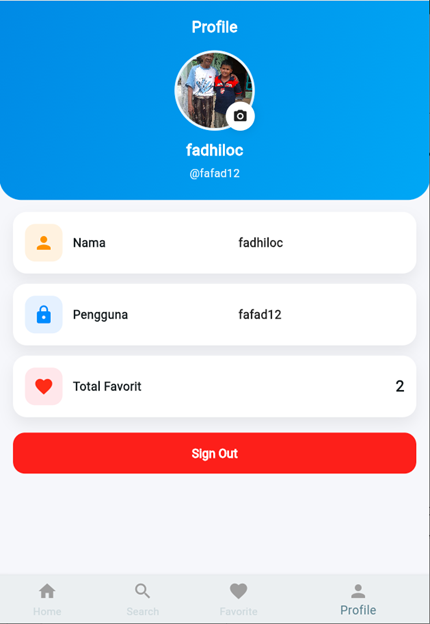 Profile
fadhiloc
@fafad12
Nama fadhiloc
Pengguna fafad12
Total Favorit 2
Sign Out
Home Search Favorite Profile